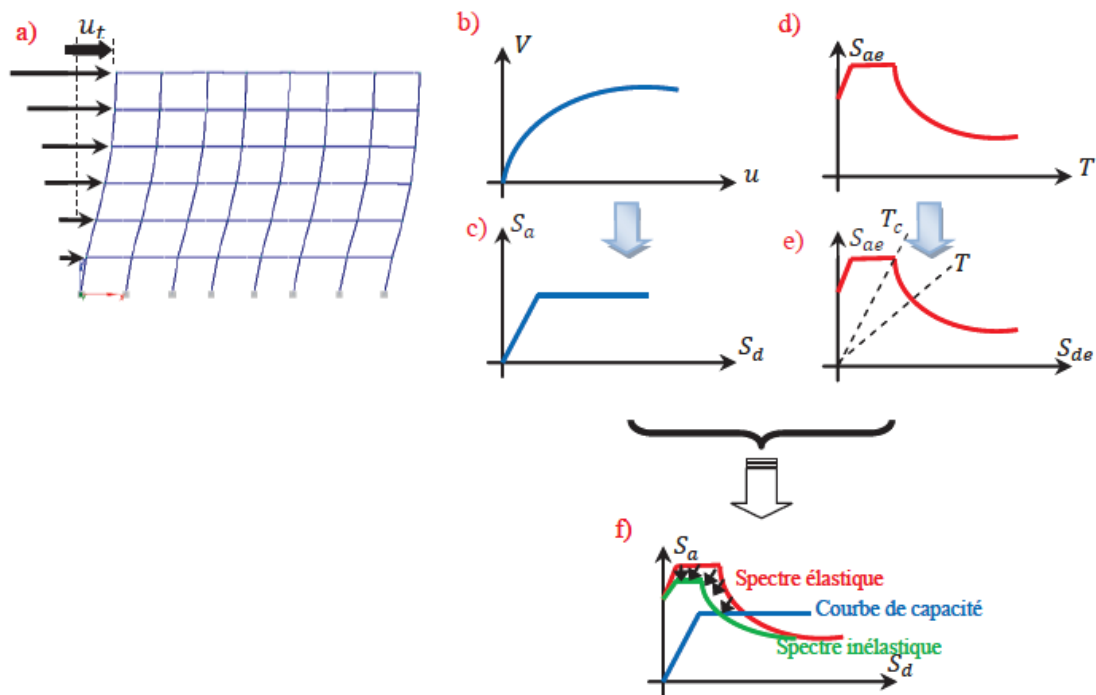 a)
u_t
b)
V
u
c)
S_a
S_d
d)
S_ae
T
e)
S_ae
T_c
T
S_de
f)
S_a
Spectre élastique
Courbe de capacité
Spectre inélastique
S_d